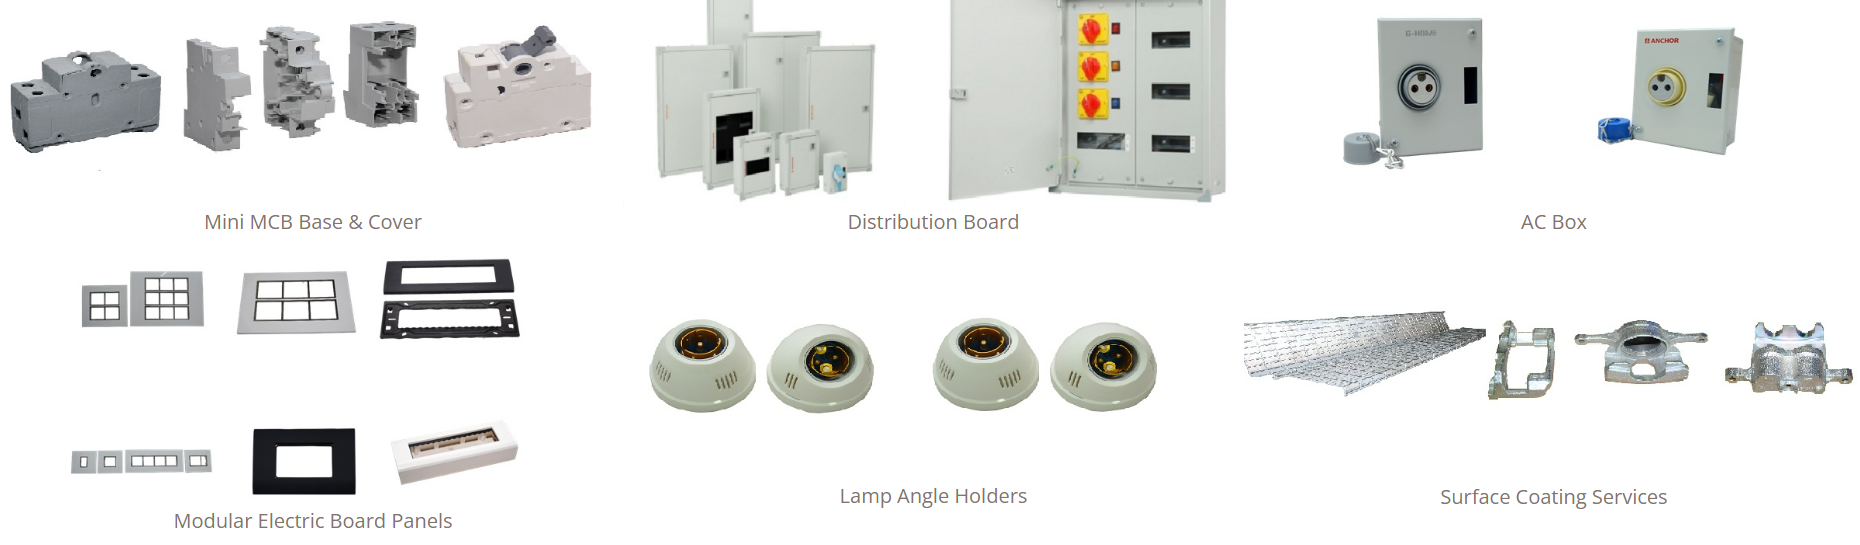 G-HOME
ANCHOR
Mini MCB Base & Cover
Distribution Board
AC Box
Modular Electric Board Panels
Lamp Angle Holders
Surface Coating Services